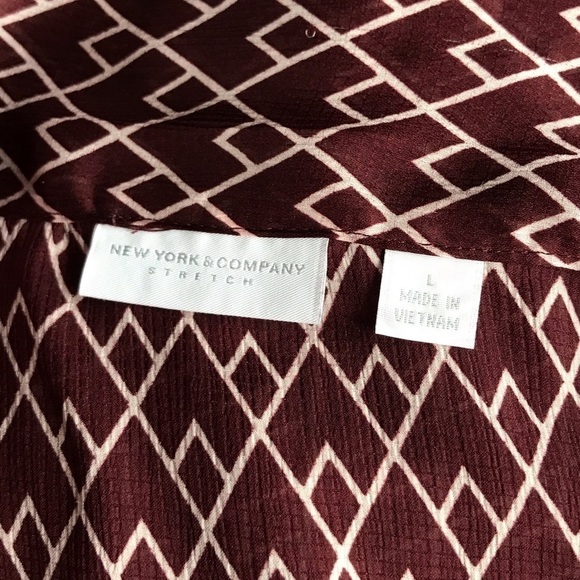 NEW YORK & COMPANY
STRETCH
L
MADE IN
VIETNAM